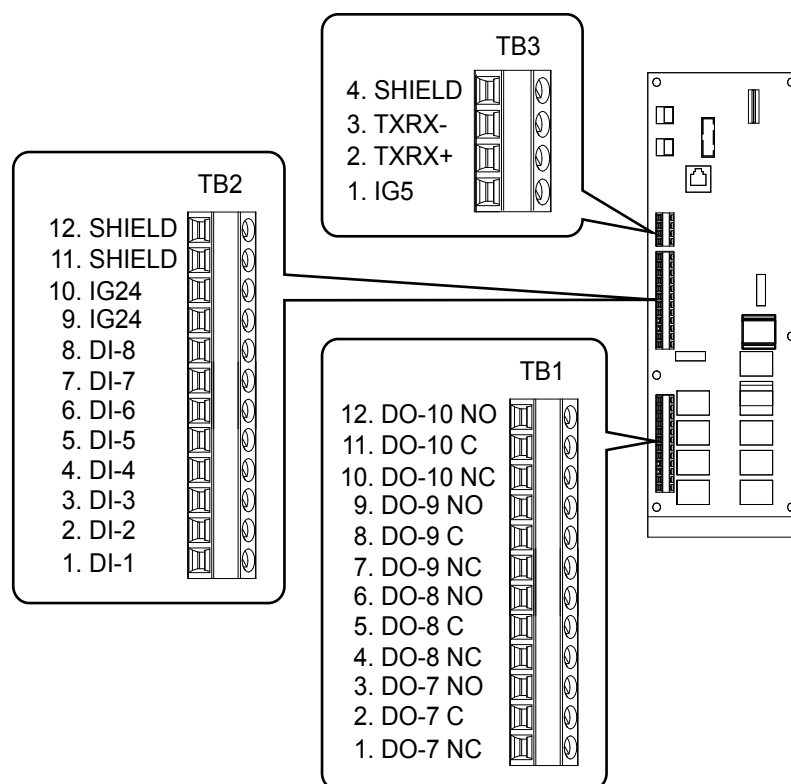 TB3
4. SHIELD
3. TXRX-
2. TXRX+
1. IG5
TB2
12. SHIELD
11. SHIELD
10. IG24
9. IG24
8. DI-8
7. DI-7
6. DI-6
5. DI-5
4. DI-4
3. DI-3
2. DI-2
1. DI-1
TB1
12. DO-10 NO
11. DO-10 C
10. DO-10 NC
9. DO-9 NO
8. DO-9 C
7. DO-9 NC
6. DO-8 NO
5. DO-8 C
4. DO-8 NC
3. DO-7 NO
2. DO-7 C
1. DO-7 NC